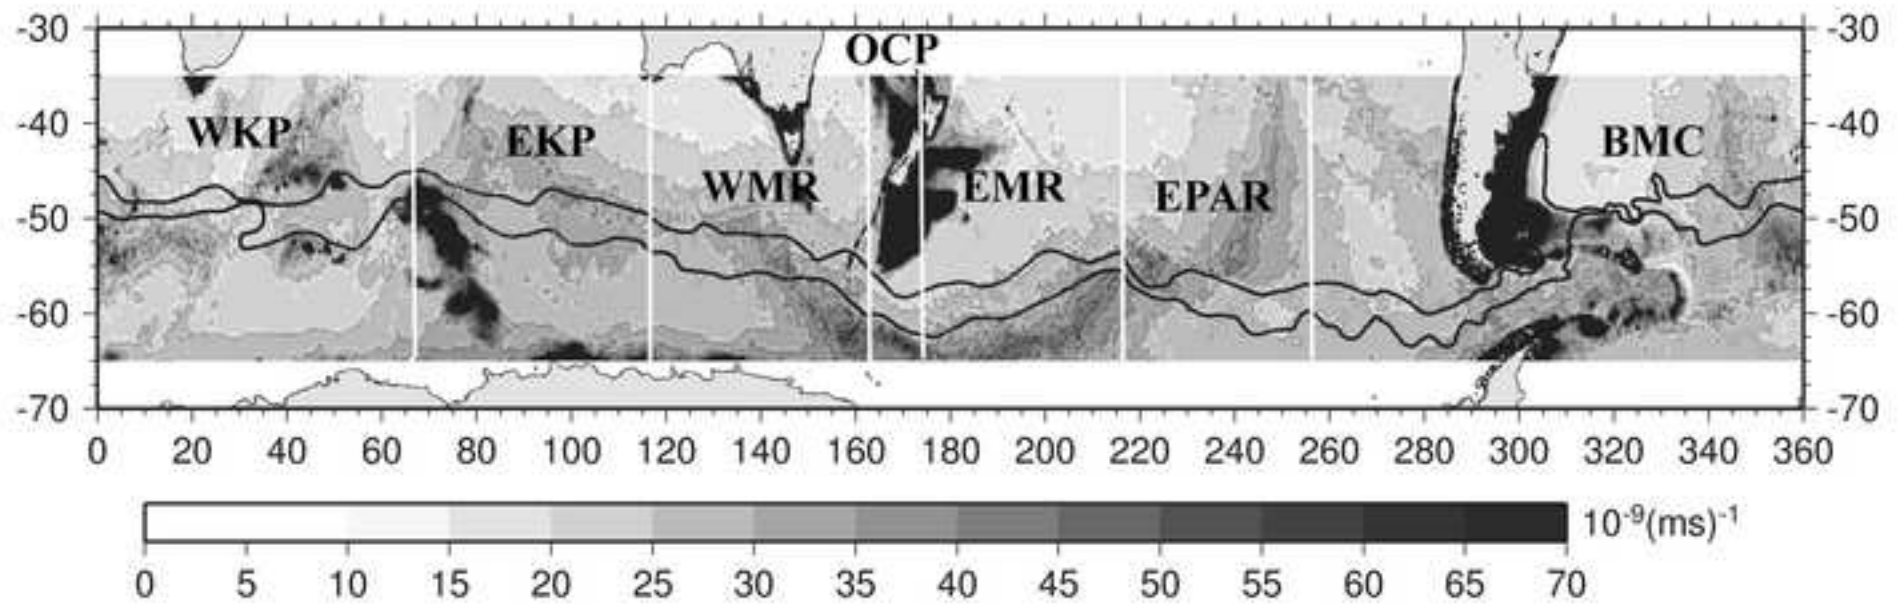 -30 -30
OCP
-40 WKP EKP BMC -40
WMR EMR EPAR
-50 -50
-60 -60
-70 -70
0 20 40 60 80 100 120 140 160 180 200 220 240 260 280 300 320 340 360
10⁻⁹(ms)⁻¹
0 5 10 15 20 25 30 35 40 45 50 55 60 65 70